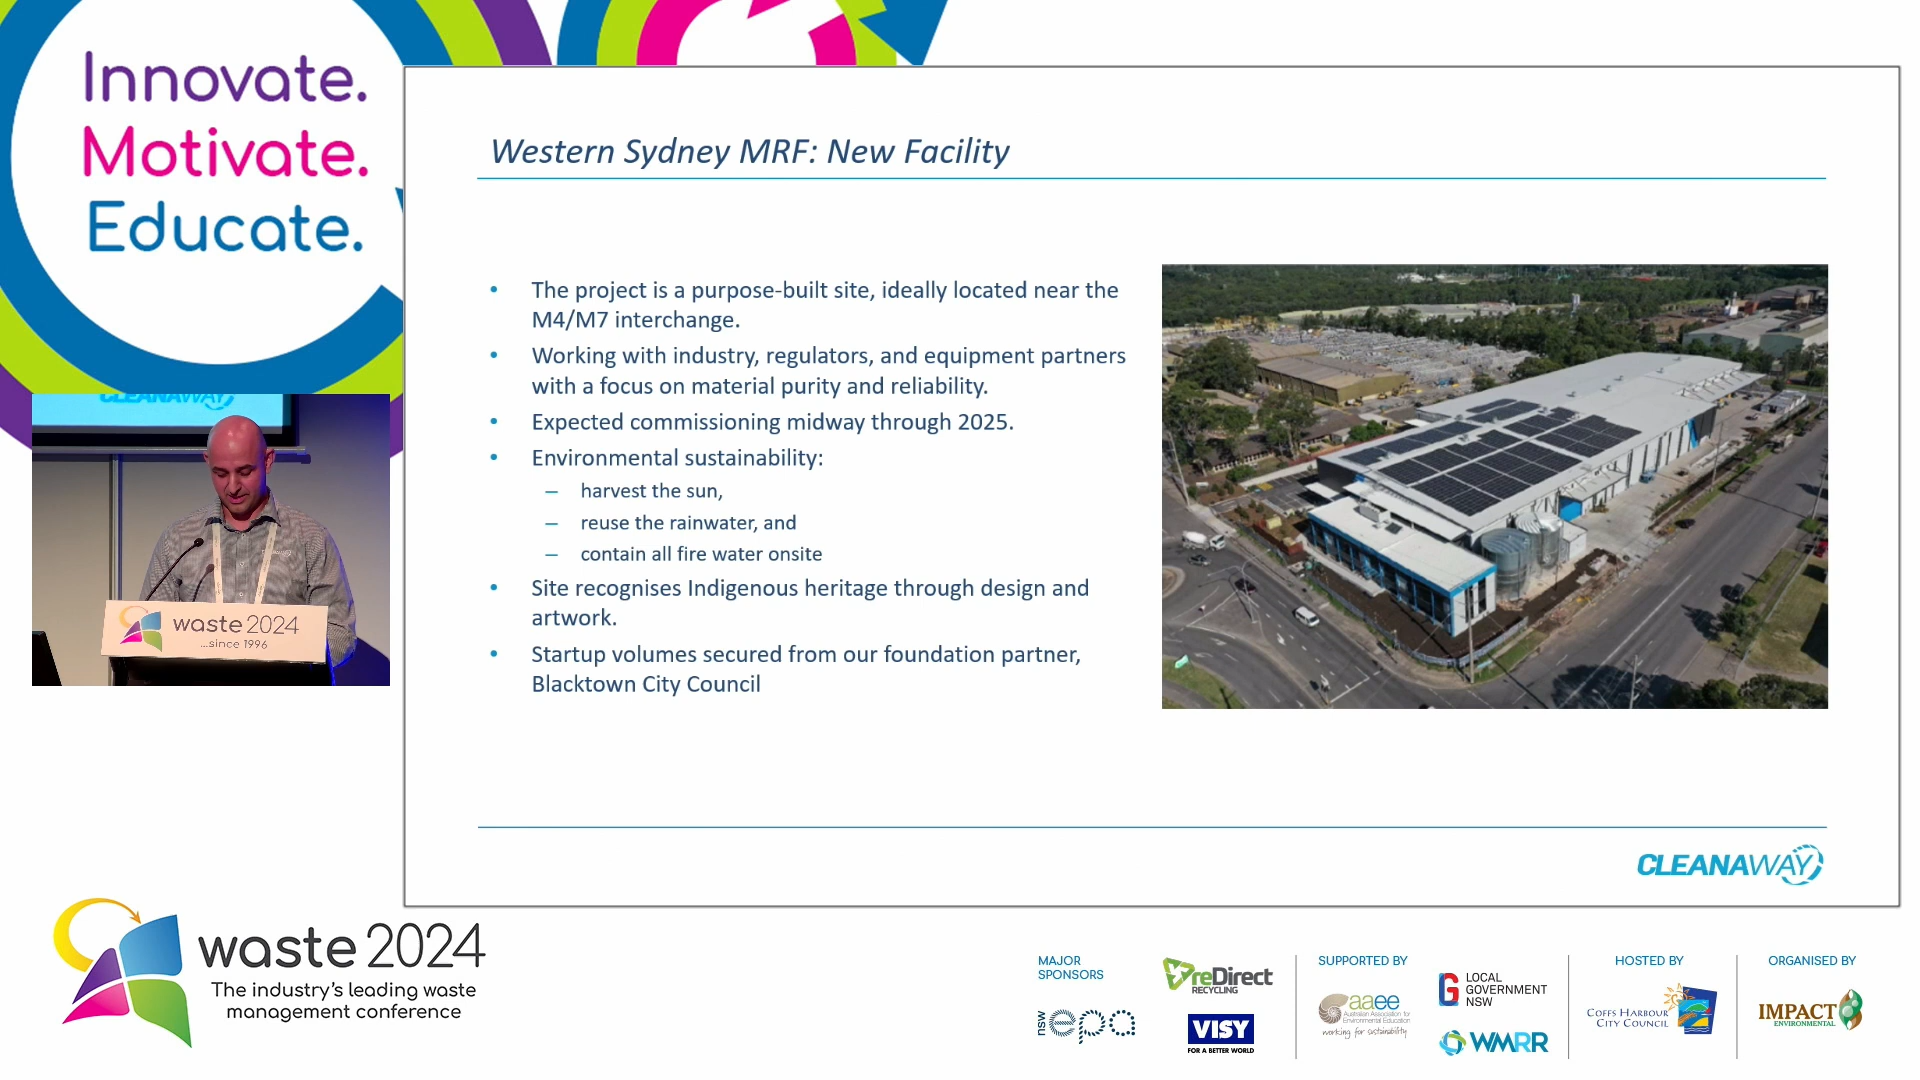 Innovate.
Motivate.
Educate.
Western Sydney MRF: New Facility
• The project is a purpose-built site, ideally located near the
M4/M7 interchange.
• Working with industry, regulators, and equipment partners
with a focus on material purity and reliability.
• Expected commissioning midway through 2025.
• Environmental sustainability:
– harvest the sun,
– reuse the rainwater, and
– contain all fire water onsite
• Site recognises Indigenous heritage through design and
artwork.
• Startup volumes secured from our foundation partner,
Blacktown City Council
CLEANAWAY
CLEANAWAY
waste 2024
...since 1996
waste 2024
The industry's leading waste
management conference
MAJOR
SPONSORS
nsw epa
reDirect
RECYCLING
VISY
FOR A BETTER WORLD
SUPPORTED BY
aaee
Australian Association for
Environmental Education
working for sustainability
LG
LOCAL
GOVERNMENT
NSW
WMRR
HOSTED BY
COFFS HARBOUR
CITY COUNCIL
ORGANISED BY
IMPACT
ENVIRONMENTAL